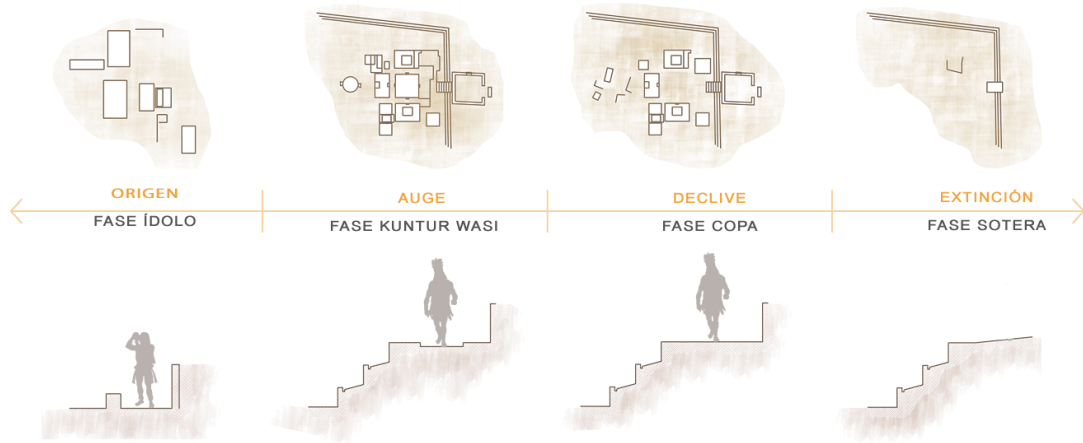 ORIGEN
AUGE
DECLIVE
EXTINCIÓN
FASE ÍDOLO
FASE KUNTUR WASI
FASE COPA
FASE SOTERA